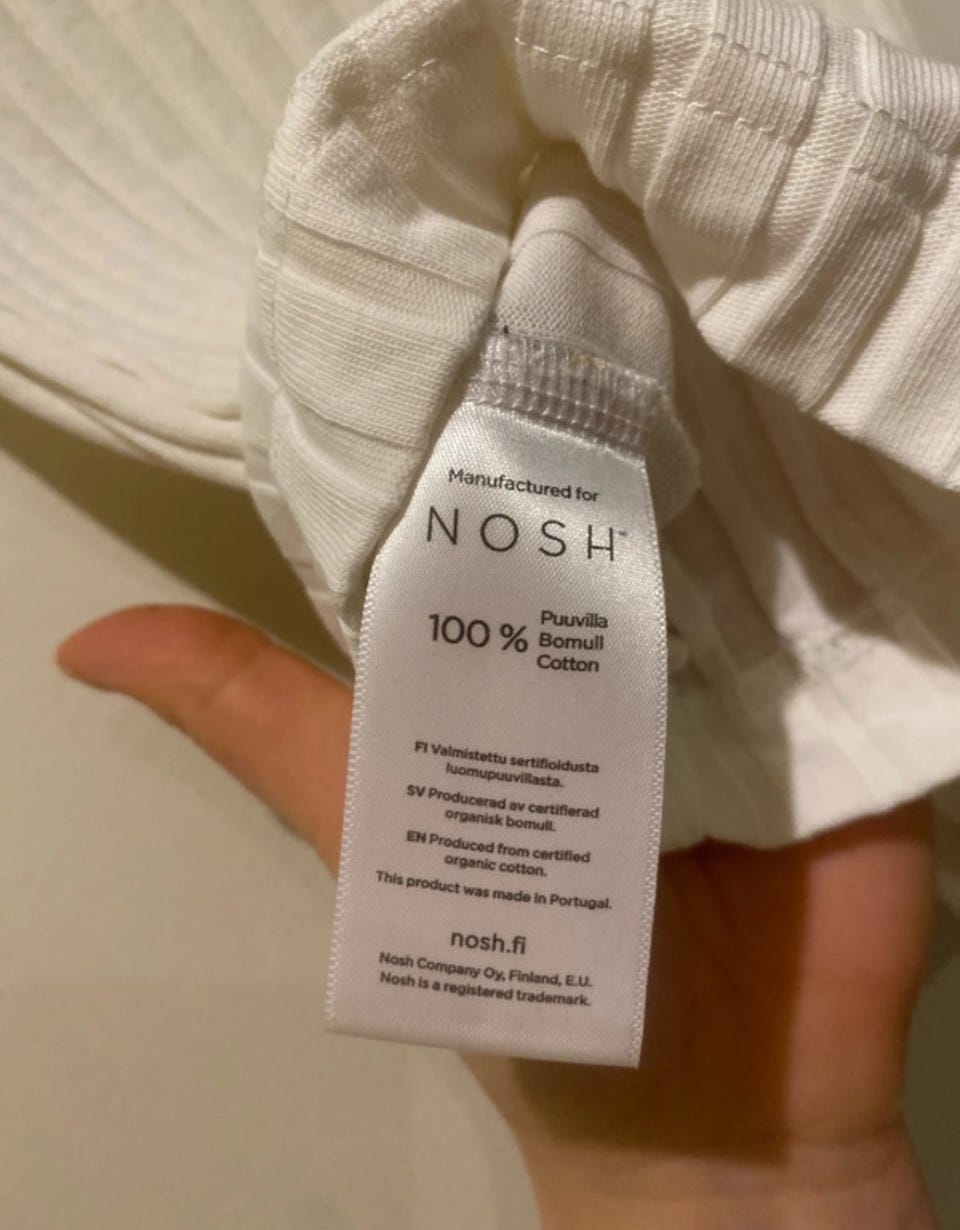 Manufactured for
NOSH™
100 %
Puuvilla
Bomull
Cotton
FI Valmistettu sertifioidusta
luomupuuvillasta.
SV Producerad av certifierad
organisk bomull.
EN Produced from certified
organic cotton.
This product was made in Portugal.
nosh.fi
Nosh Company Oy, Finland, E.U.
Nosh is a registered trademark.